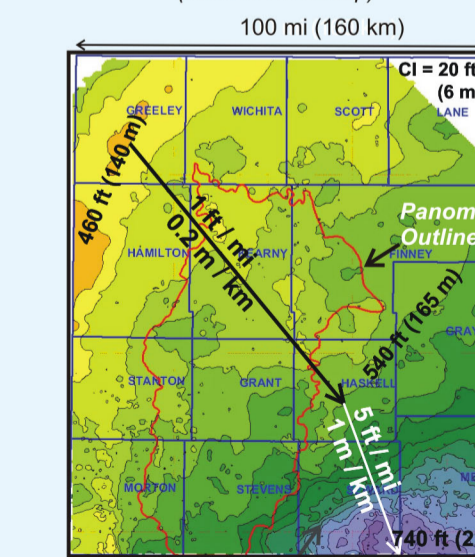 100 mi (160 km)
CI = 20 ft
(6 m
GREELEY
WICHITA
SCOTT
LANE
460 ft (140 m)
1 ft / mi
0.2 m / km
Panom
Outline
HAMILTON
KEARNY
FINNEY
540 ft (165 m)
GRAY
STANTON
GRANT
HASKELL
5 ft / mi
1 m / km
MORTON
STEVENS
ME
740 ft (2